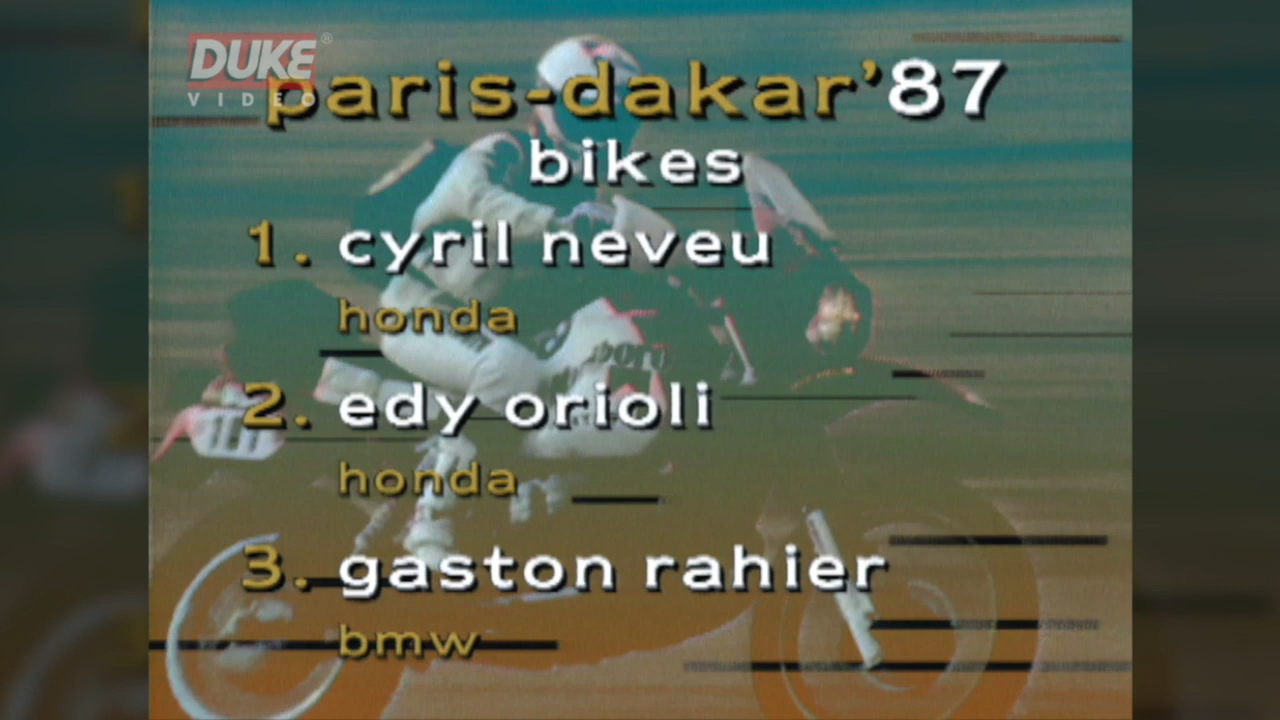 DUKE®
VIDEO
paris-dakar'87
bikes
1. cyril neveu
honda
2. edy orioli
honda
3. gaston rahier
bmw